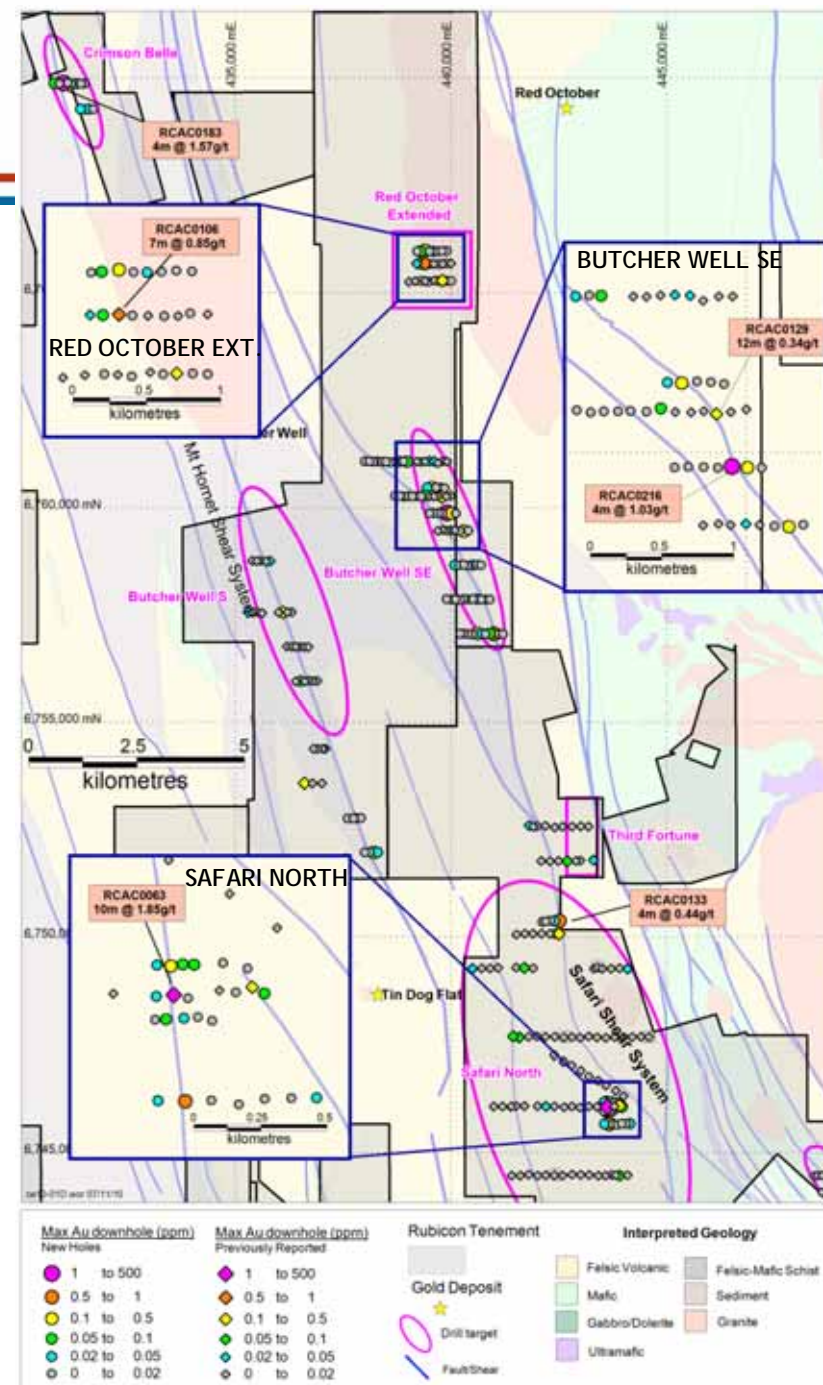 435,000 mE
440,000 mE
445,000 mE
Crimson Belle
Red October
RCAC0183
4m @ 1.57g/t
Red October
Extended
RCAC0106
7m @ 0.85g/t
RED OCTOBER EXT.
0 0.5 1
kilometres
BUTCHER WELL SE
RCAC0129
12m @ 0.34g/t
RCAC0216
4m @ 1.03g/t
0 0.5 1
kilometres
er Well
Mt Hornet Shear System
6,760,000 mN
Butcher Well S
Butcher Well SE
6,755,000 mN
0 2.5 5
kilometres
Third Fortune
SAFARI NORTH
RCAC0063
10m @ 1.85g/t
RCAC0133
4m @ 0.44g/t
6,750,0
Tin Dog Flat
Safari Shear System
Safari North
0 0.25 0.5
kilometres
6,745,0
Max Au downhole (ppm)
New Holes
1 to 500
0.5 to 1
0.1 to 0.5
0.05 to 0.1
0.02 to 0.05
0 to 0.02
Max Au downhole (ppm)
Previously Reported
1 to 500
0.5 to 1
0.1 to 0.5
0.05 to 0.1
0.02 to 0.05
0 to 0.02
Rubicon Tenement
Gold Deposit
Drill target
Fault/Shear
Interpreted Geology
Felsic Volcanic
Mafic
Gabbro/Dolerite
Ultramafic
Felsic-Mafic Schist
Sediment
Granite